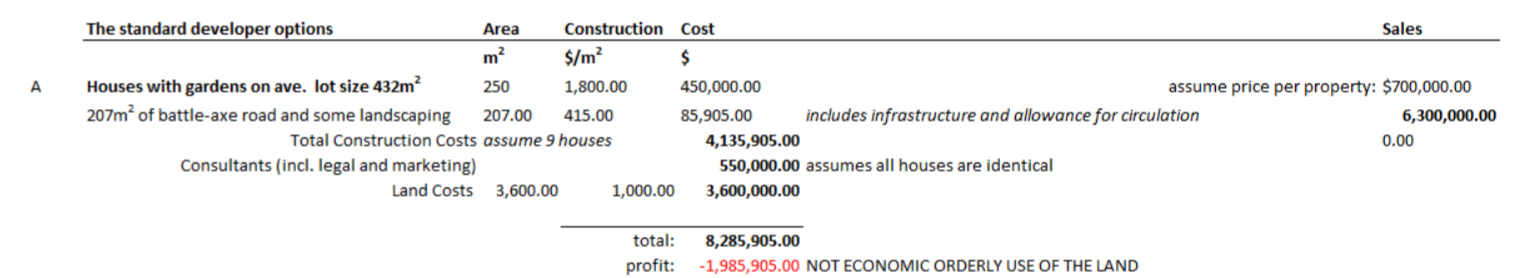 The standard developer options Area Construction Cost Sales
m² $/m² $
A Houses with gardens on ave. lot size 432m² 250 1,800.00 450,000.00 assume price per property: $700,000.00
207m² of battle-axe road and some landscaping 207.00 415.00 85,905.00 includes infrastructure and allowance for circulation 6,300,000.00
Total Construction Costs assume 9 houses 4,135,905.00 0.00
Consultants (incl. legal and marketing) 550,000.00 assumes all houses are identical
Land Costs 3,600.00 1,000.00 3,600,000.00
total: 8,285,905.00
profit: -1,985,905.00 NOT ECONOMIC ORDERLY USE OF THE LAND